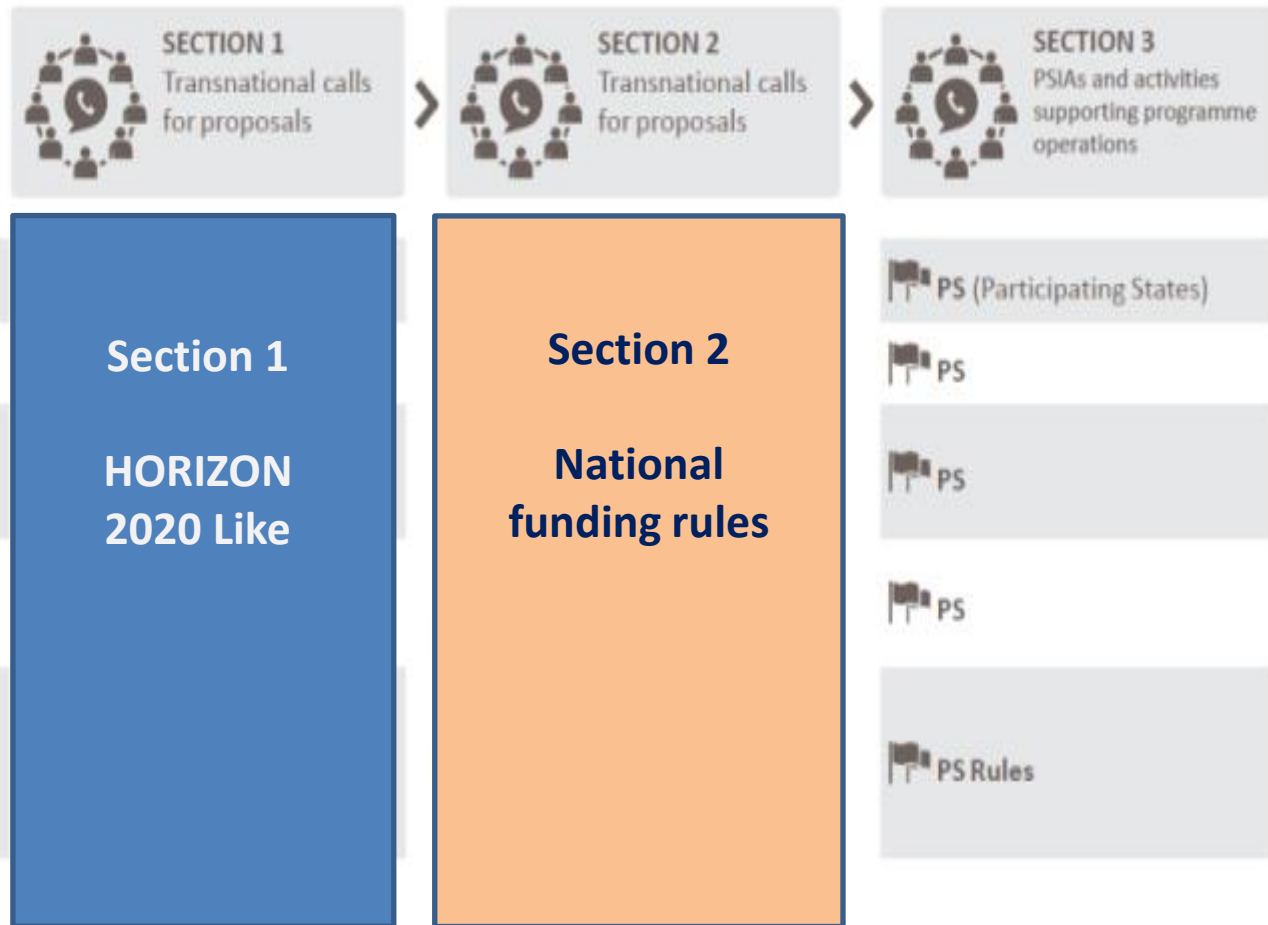 SECTION 1
Transnational calls
for proposals
SECTION 2
Transnational calls
for proposals
SECTION 3
PSIAs and activities
supporting programme
operations
Section 1
HORIZON
2020 Like
Section 2
National
funding rules
PS (Participating States)
PS
PS
PS
PS Rules